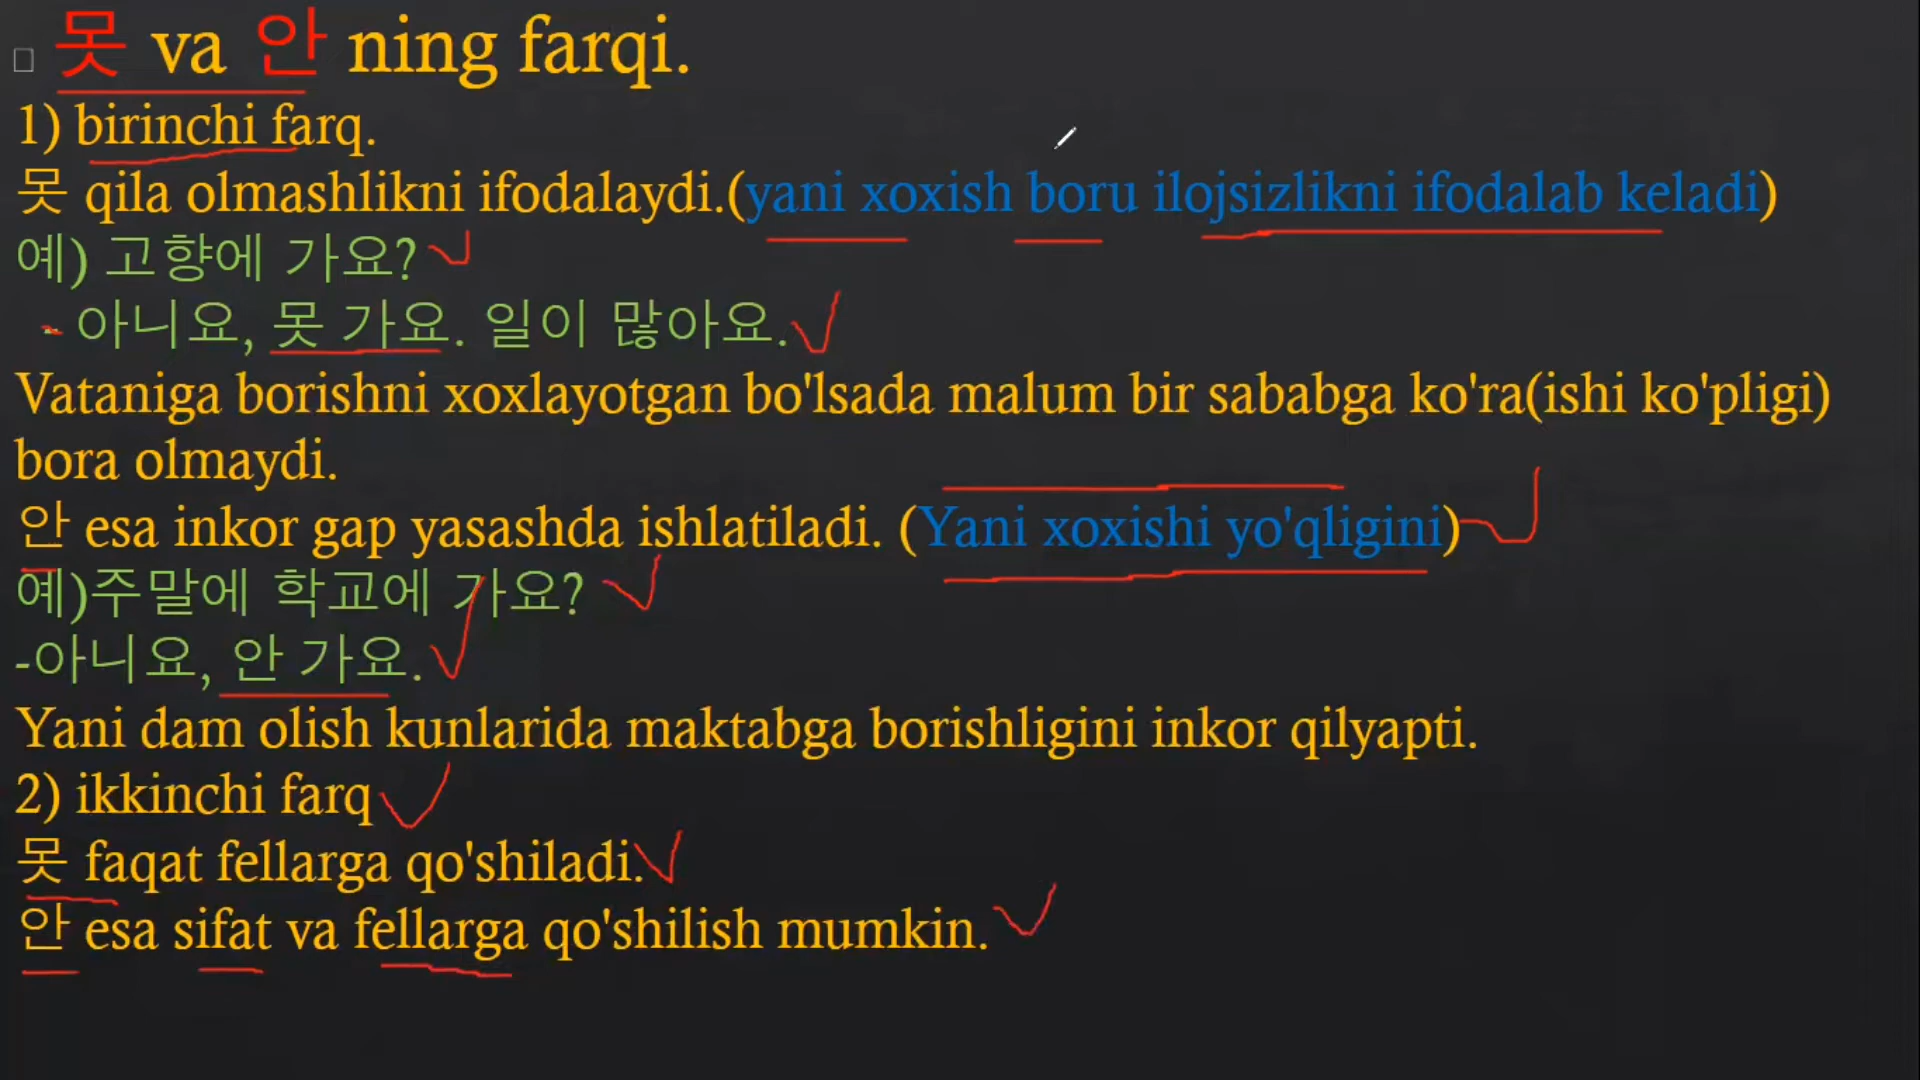 못 va 안 ning farqi.
1) birinchi farq.
못 qila olmashlikni ifodalaydi.(yani xoxish boru ilojsizlikni ifodalab keladi)
예) 고향에 가요?
- 아니요, 못 가요. 일이 많아요.
Vataniga borishni xoxlayotgan bo'lsada malum bir sababga ko'ra(ishi ko'pligi)
bora olmaydi.
안 esa inkor gap yasashda ishlatiladi. (Yani xoxishi yo'qligini)
예)주말에 학교에 가요?
-아니요, 안 가요.
Yani dam olish kunlarida maktabga borishligini inkor qilyapti.
2) ikkinchi farq
못 faqat fellarga qo'shiladi.
안 esa sifat va fellarga qo'shilish mumkin.